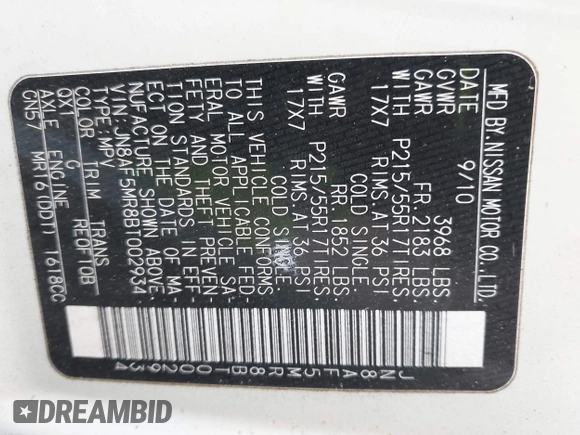 MFD BY NISSAN MOTOR CO.,LTD.
DATE 9/10
GVWR 3968 LBS
GAWR FR.2183 LBS
WITH P215/55R17TIRES
17X7 RIMS AT 36 PSI
COLD SINGLE
GAWR RR.1852 LBS
WITH P215/55R17TIRES
17X7 RIMS AT 36 PSI
COLD SINGLE
THIS VEHICLE CONFORMS
TO ALL APPLICABLE FED-
ERAL MOTOR VEHICLE SA
TION STANDARDS IN EFF-
ECT ON THE DATE OF MA-
NUFACTURE SHOWN ABOVE.
VIN:JN8AF5MR8BT002934
TYPE:MPV
COLOR TRIM TRANS
QX1 G RE0F10B
AXLE ENGINE
CN57 MR16(DDT) 1618CC
JN8AF5MR8BT002934
DREAMBID